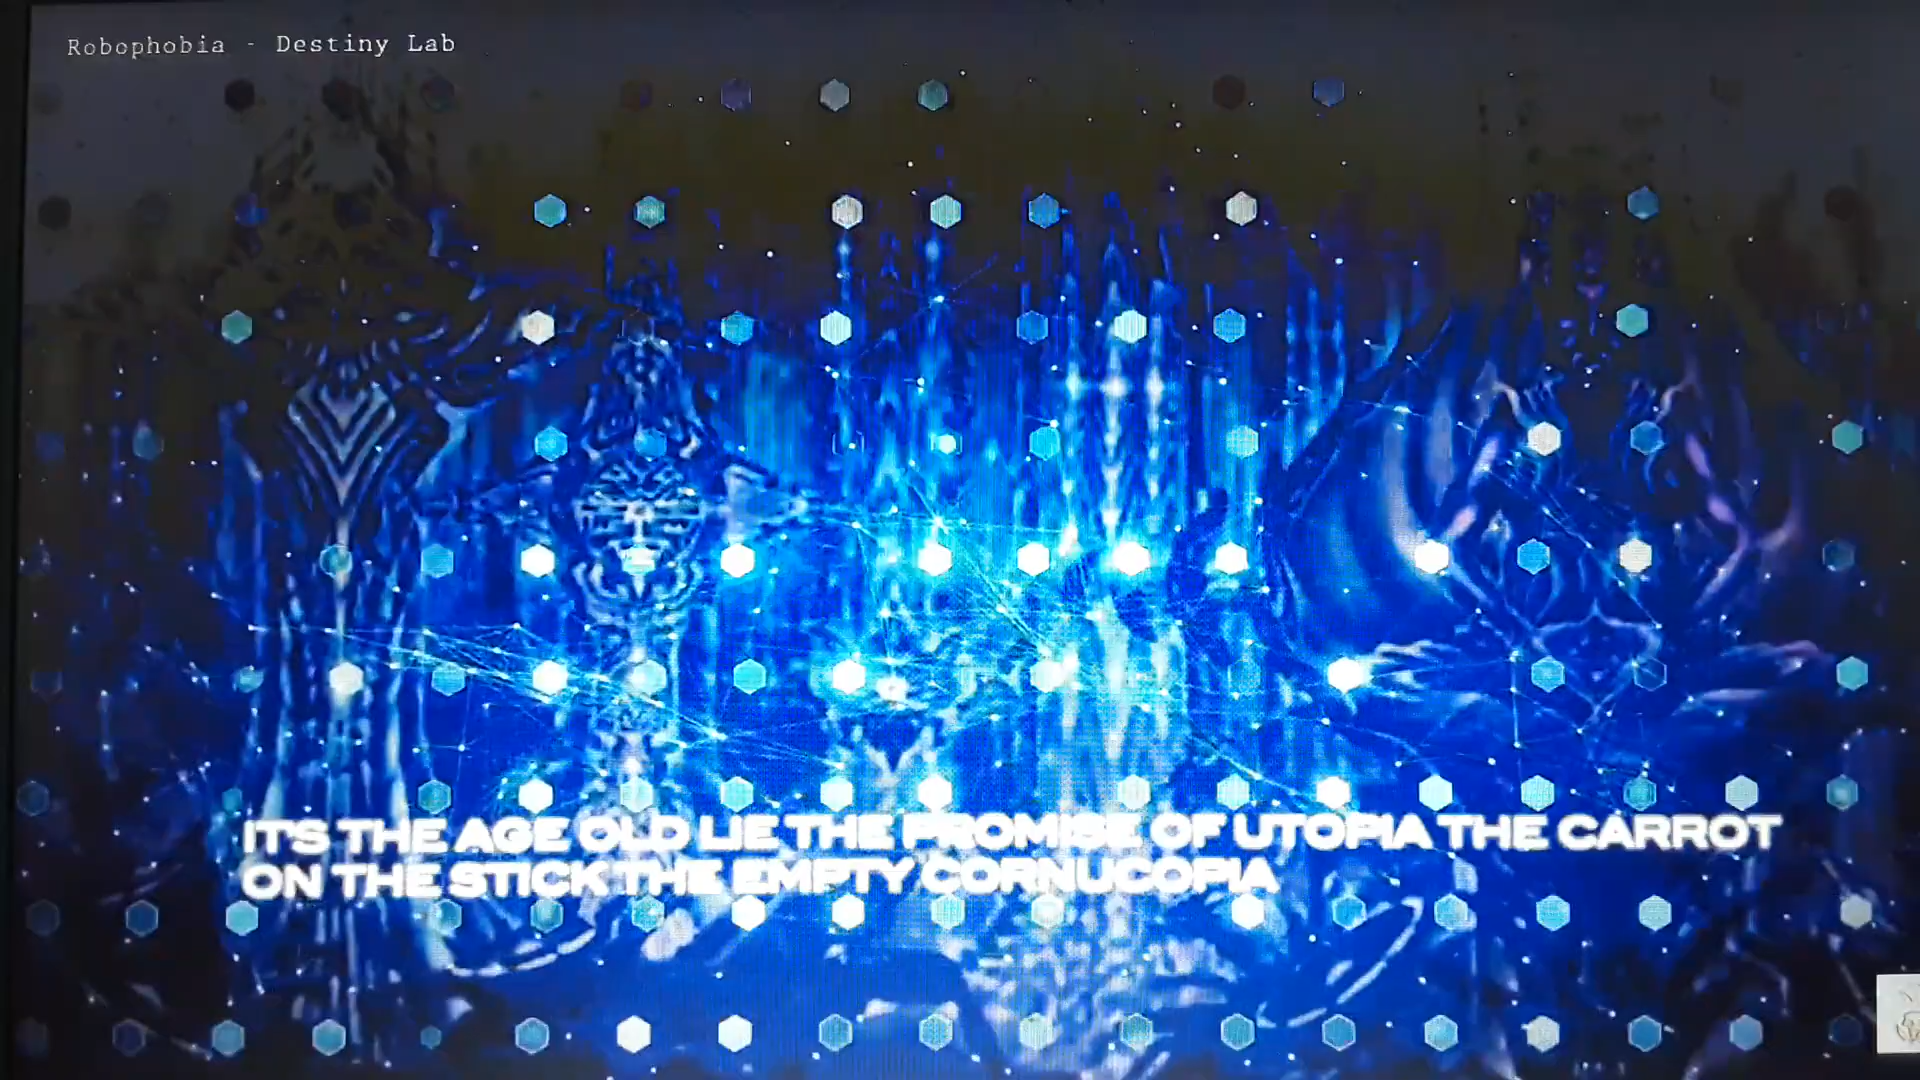 Robophobia - Destiny Lab
IT'S THE AGE OLD LIE THE PROMISE OF UTOPIA THE CARROT
ON THE STICK THE EMPTY CORNUCOPIA